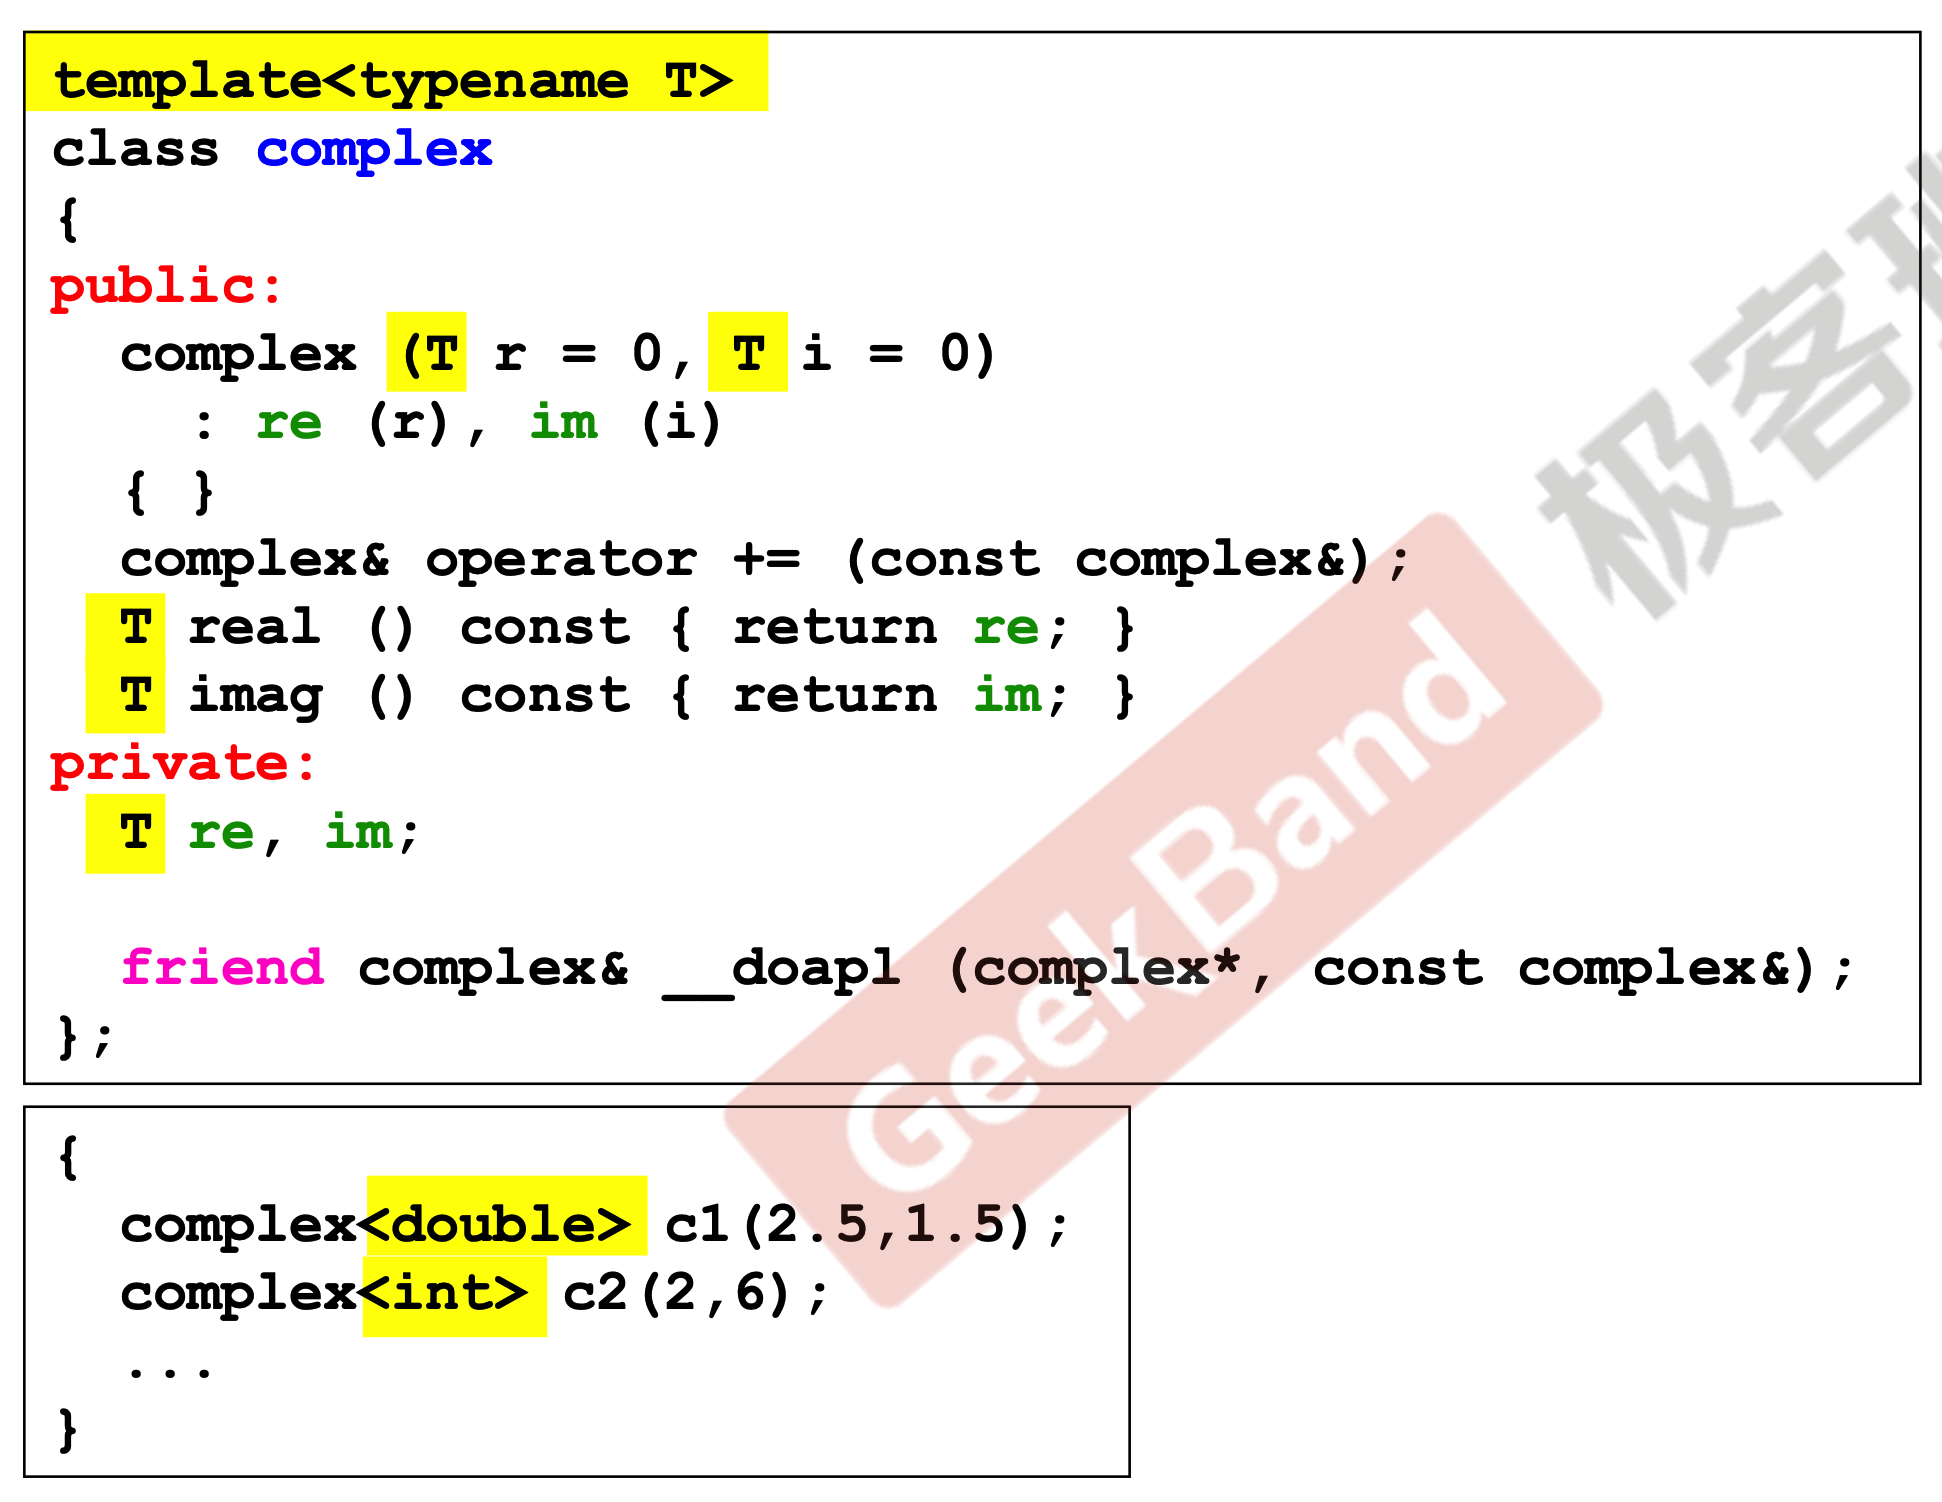 template<typename T>
class complex
{
public:
complex (T r = 0, T i = 0)
: re (r), im (i)
{ }
complex& operator += (const complex&);
T real () const { return re; }
T imag () const { return im; }
private:
T re, im;
friend complex& __doapl (complex*, const complex&);
};
{
complex<double> c1(2.5,1.5);
complex<int> c2(2,6);
...
}
GeekBand 极客